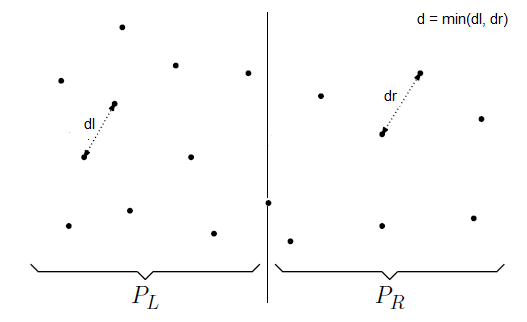 d = min(dl, dr)
dl
dr
P_L
P_R